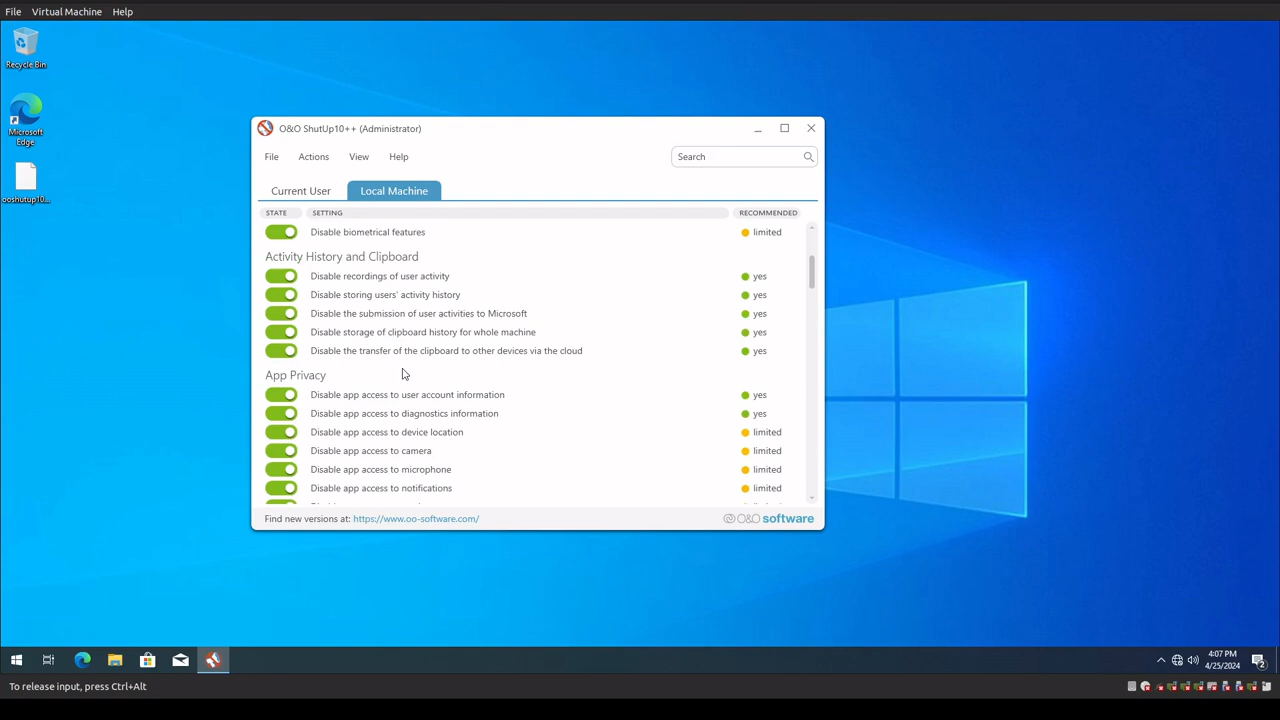 File Virtual Machine Help
Recycle Bin
Microsoft
Edge
ooshutup10...
O&O ShutUp10++ (Administrator)
File Actions View Help
Search
Current User Local Machine
STATE SETTING RECOMMENDED
Disable biometrical features limited
Activity History and Clipboard
Disable recordings of user activity yes
Disable storing users' activity history yes
Disable the submission of user activities to Microsoft yes
Disable storage of clipboard history for whole machine yes
Disable the transfer of the clipboard to other devices via the cloud yes
App Privacy
Disable app access to user account information yes
Disable app access to diagnostics information yes
Disable app access to device location limited
Disable app access to camera limited
Disable app access to microphone limited
Disable app access to notifications limited
Find new versions at: https://www.oo-software.com/
O&O software
4:07 PM
4/25/2024
2
To release input, press Ctrl+Alt